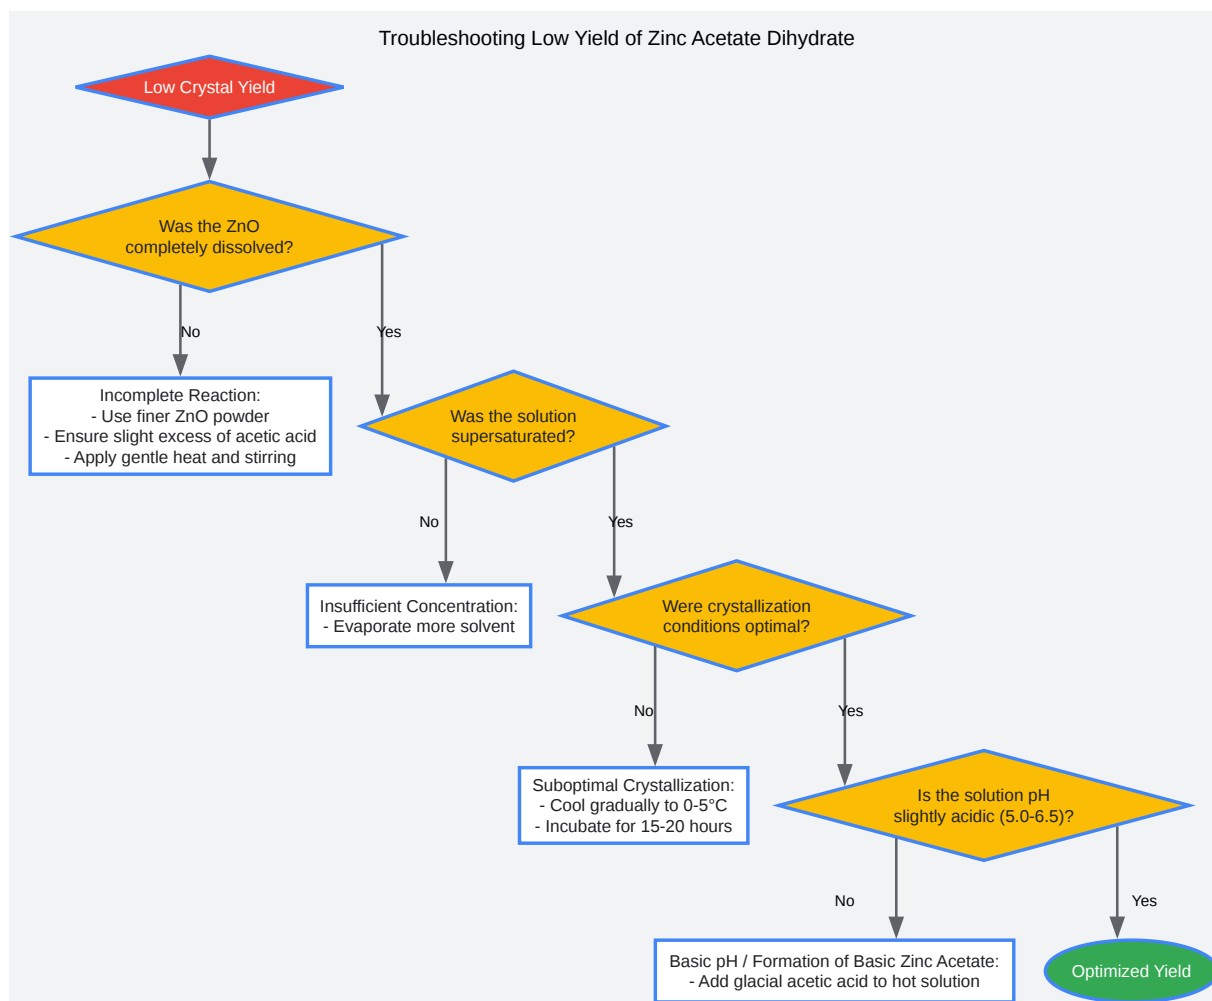 Troubleshooting Low Yield of Zinc Acetate Dihydrate
Low Crystal Yield
Was the ZnO
completely dissolved?
No
Yes
Incomplete Reaction:
- Use finer ZnO powder
- Ensure slight excess of acetic acid
- Apply gentle heat and stirring
Was the solution
supersaturated?
No
Yes
Insufficient Concentration:
- Evaporate more solvent
Were crystallization
conditions optimal?
No
Yes
Suboptimal Crystallization:
- Cool gradually to 0-5°C
- Incubate for 15-20 hours
Is the solution pH
slightly acidic (5.0-6.5)?
No
Yes
Basic pH / Formation of Basic Zinc Acetate:
- Add glacial acetic acid to hot solution
Optimized Yield